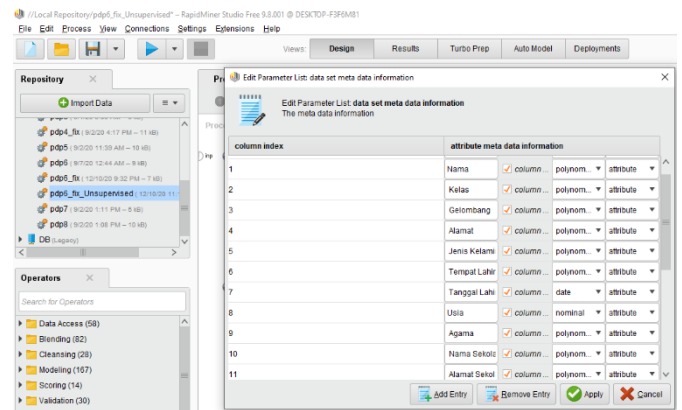 //Local Repository/pdp6_fix_Unsupervised* – RapidMiner Studio Free 9.8.001 @ DESKTOP-F3F6M81
File Edit Process View Connections Settings Extensions Help
Views: Design Results Turbo Prep Auto Model Deployments
Repository
Import Data
pdp4_fix (9/2/20 4:17 PM – 11 kB)
pdp5 (9/2/20 11:39 AM – 10 kB)
pdp6 (9/7/20 12:44 AM – 9 kB)
pdp6_fix (12/10/20 9:32 PM – 7 kB)
pdp6_fix_Unsupervised (12/10/20 11:
pdp7 (9/2/20 1:11 PM – 5 kB)
pdp8 (9/2/20 1:08 PM – 10 kB)
DB (Legacy)
Operators
Search for Operators
Data Access (58)
Blending (82)
Cleansing (28)
Modeling (167)
Scoring (14)
Validation (30)
Pr
Proc
inp
Edit Parameter List: data set meta data information
Edit Parameter List: data set meta data information
The meta data information
column index attribute meta data information
1 Nama column ... polynom... attribute
2 Kelas column ... polynom... attribute
3 Gelombang column ... polynom... attribute
4 Alamat column ... polynom... attribute
5 Jenis Kelami column ... polynom... attribute
6 Tempat Lahir column ... polynom... attribute
7 Tanggal Lahi column ... date attribute
8 Usia column ... nominal attribute
9 Agama column ... polynom... attribute
10 Nama Sekola column ... polynom... attribute
11 Alamat Sekol column ... polynom... attribute
Add Entry Remove Entry Apply Cancel